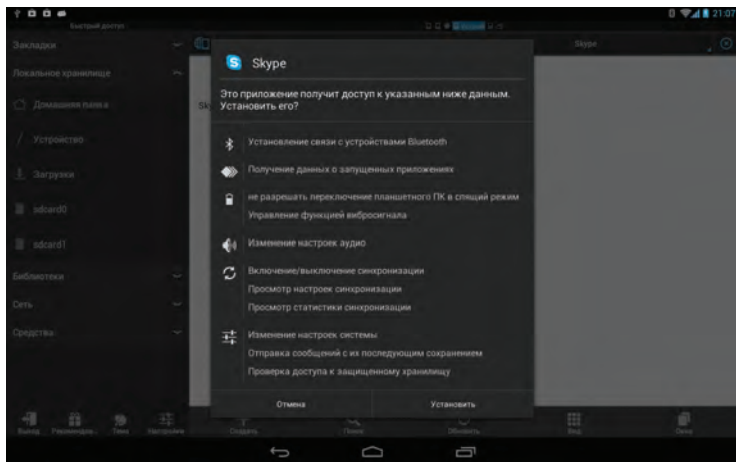 21:07
Быстрый доступ
Закладки
Skype
Локальное хранилище
Домашняя папка
Устройство
Загрузки
sdcard0
sdcard1
Библиотеки
Сеть
Средства
Skype
Это приложение получит доступ к указанным ниже данным.
Установить его?
Установление связи с устройствами Bluetooth
Получение данных о запущенных приложениях
не разрешать переключение планшетного ПК в спящий режим
Управление функцией вибросигнала
Изменение настроек аудио
Включение/выключение синхронизации
Просмотр настроек синхронизации
Просмотр статистики синхронизации
Изменение настроек системы
Отправка сообщений с их последующим сохранением
Проверка доступа к защищенному хранилищу
Отмена
Установить
Выход
Тема
Настройки
Создать
Поиск
Обновить
Вид
Окна